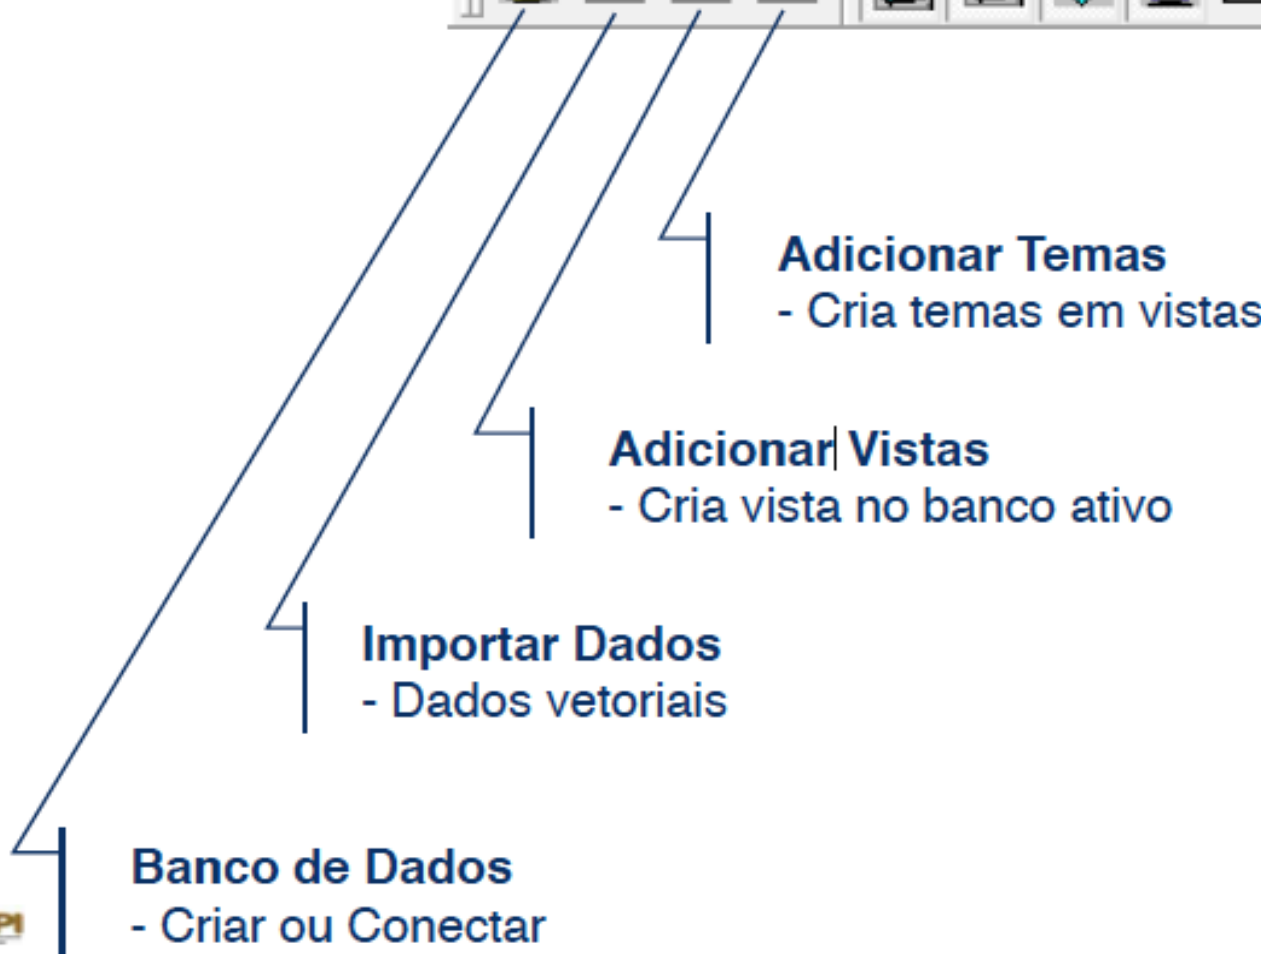 Adicionar Temas
- Cria temas em vistas
Adicionar Vistas
- Cria vista no banco ativo
Importar Dados
- Dados vetoriais
Banco de Dados
- Criar ou Conectar
PI